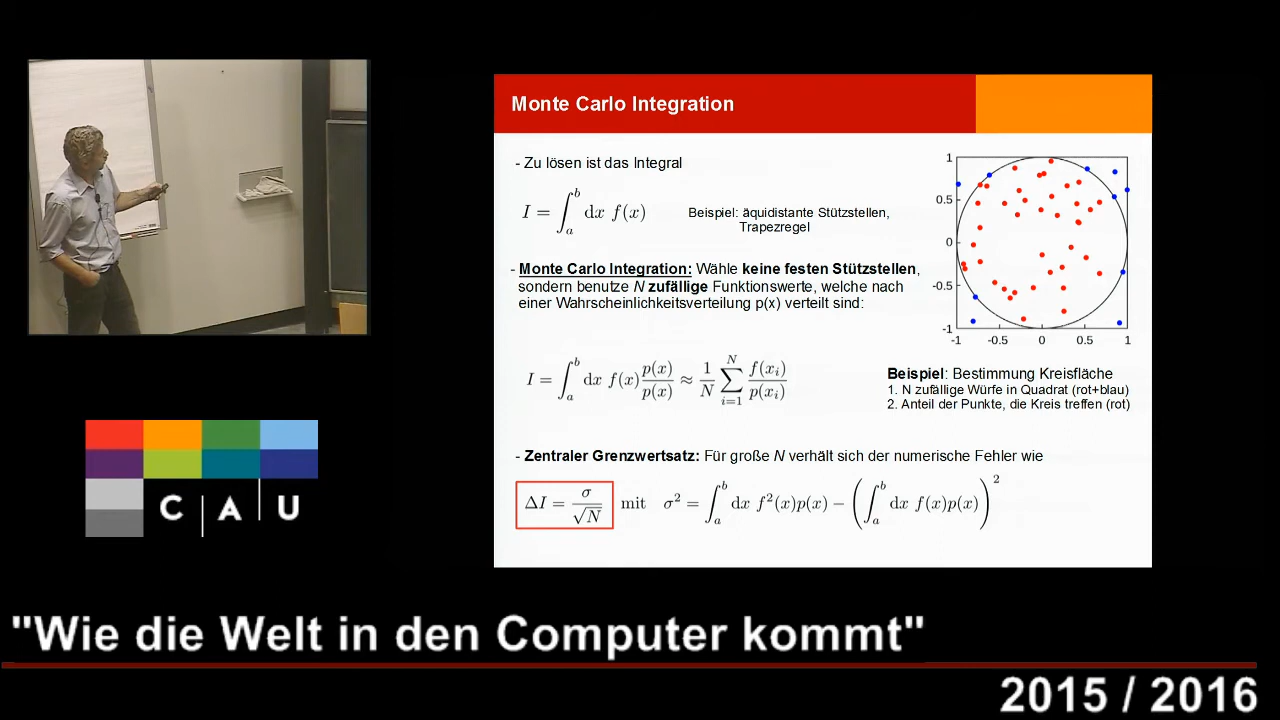 Monte Carlo Integration
- Zu lösen ist das Integral
I = ∫_a^b dx f(x)
Beispiel: äquidistante Stützstellen,
Trapezregel
- Monte Carlo Integration: Wähle keine festen Stützstellen,
sondern benutze N zufällige Funktionswerte, welche nach
einer Wahrscheinlichkeitsverteilung p(x) verteilt sind:
I = ∫_a^b dx f(x) p(x)/p(x) ≈ 1/N ∑_{i=1}^N f(x_i)/p(x_i)
1
0.5
0
-0.5
-1
-1 -0.5 0 0.5 1
Beispiel: Bestimmung Kreisfläche
1. N zufällige Würfe in Quadrat (rot+blau)
2. Anteil der Punkte, die Kreis treffen (rot)
- Zentraler Grenzwertsatz: Für große N verhält sich der numerische Fehler wie
ΔI = σ/√N mit σ² = ∫_a^b dx f²(x)p(x) − (∫_a^b dx f(x)p(x))²
C A U
"Wie die Welt in den Computer kommt"
2015 / 2016